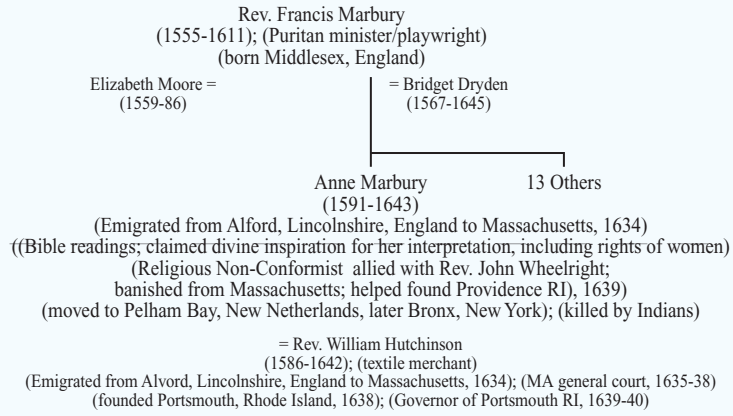 Rev. Francis Marbury
(1555-1611); (Puritan minister/playwright)
(born Middlesex, England)
Elizabeth Moore =
(1559-86)
= Bridget Dryden
(1567-1645)
Anne Marbury
(1591-1643)
13 Others
(Emigrated from Alford, Lincolnshire, England to Massachusetts, 1634)
((Bible readings; claimed divine inspiration for her interpretation, including rights of women)
(Religious Non-Conformist allied with Rev. John Wheelright;
banished from Massachusetts; helped found Providence RI), 1639)
(moved to Pelham Bay, New Netherlands, later Bronx, New York); (killed by Indians)
= Rev. William Hutchinson
(1586-1642); (textile merchant)
(Emigrated from Alvord, Lincolnshire, England to Massachusetts, 1634); (MA general court, 1635-38)
(founded Portsmouth, Rhode Island, 1638); (Governor of Portsmouth RI, 1639-40)